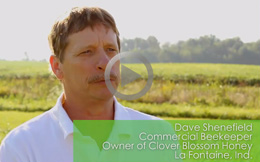 Dave Shenefield
Commercial Beekeeper
Owner of Clover Blossom Honey
La Fontaine, Ind.